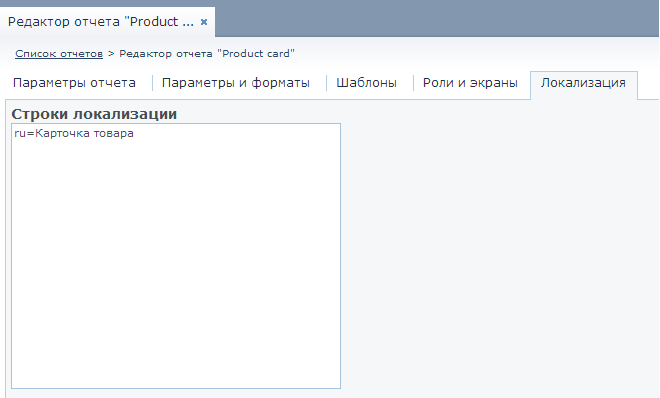 Редактор отчета "Product ... ×
Список отчетов > Редактор отчета "Product card"
Параметры отчета Параметры и форматы Шаблоны Роли и экраны Локализация
Строки локализации
ru=Карточка товара